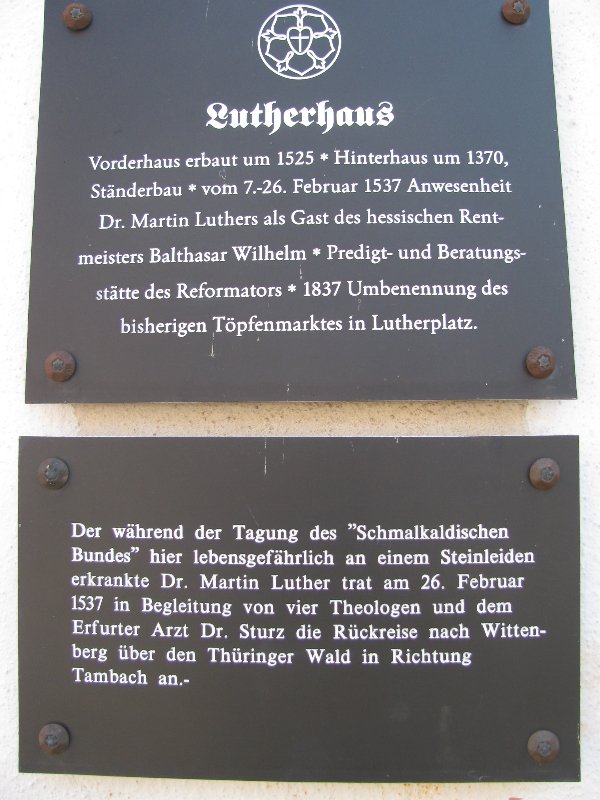 Lutherhaus
Vorderhaus erbaut um 1525 * Hinterhaus um 1370,
Ständerbau * vom 7.-26. Februar 1537 Anwesenheit
Dr. Martin Luthers als Gast des hessischen Rent-
meisters Balthasar Wilhelm * Predigt- und Beratungs-
stätte des Reformators * 1837 Umbenennung des
bisherigen Töpfenmarktes in Lutherplatz.
Der während der Tagung des "Schmalkaldischen
Bundes" hier lebensgefährlich an einem Steinleiden
erkrankte Dr. Martin Luther trat am 26. Februar
1537 in Begleitung von vier Theologen und dem
Erfurter Arzt Dr. Sturz die Rückreise nach Witten-
berg über den Thüringer Wald in Richtung
Tambach an.-